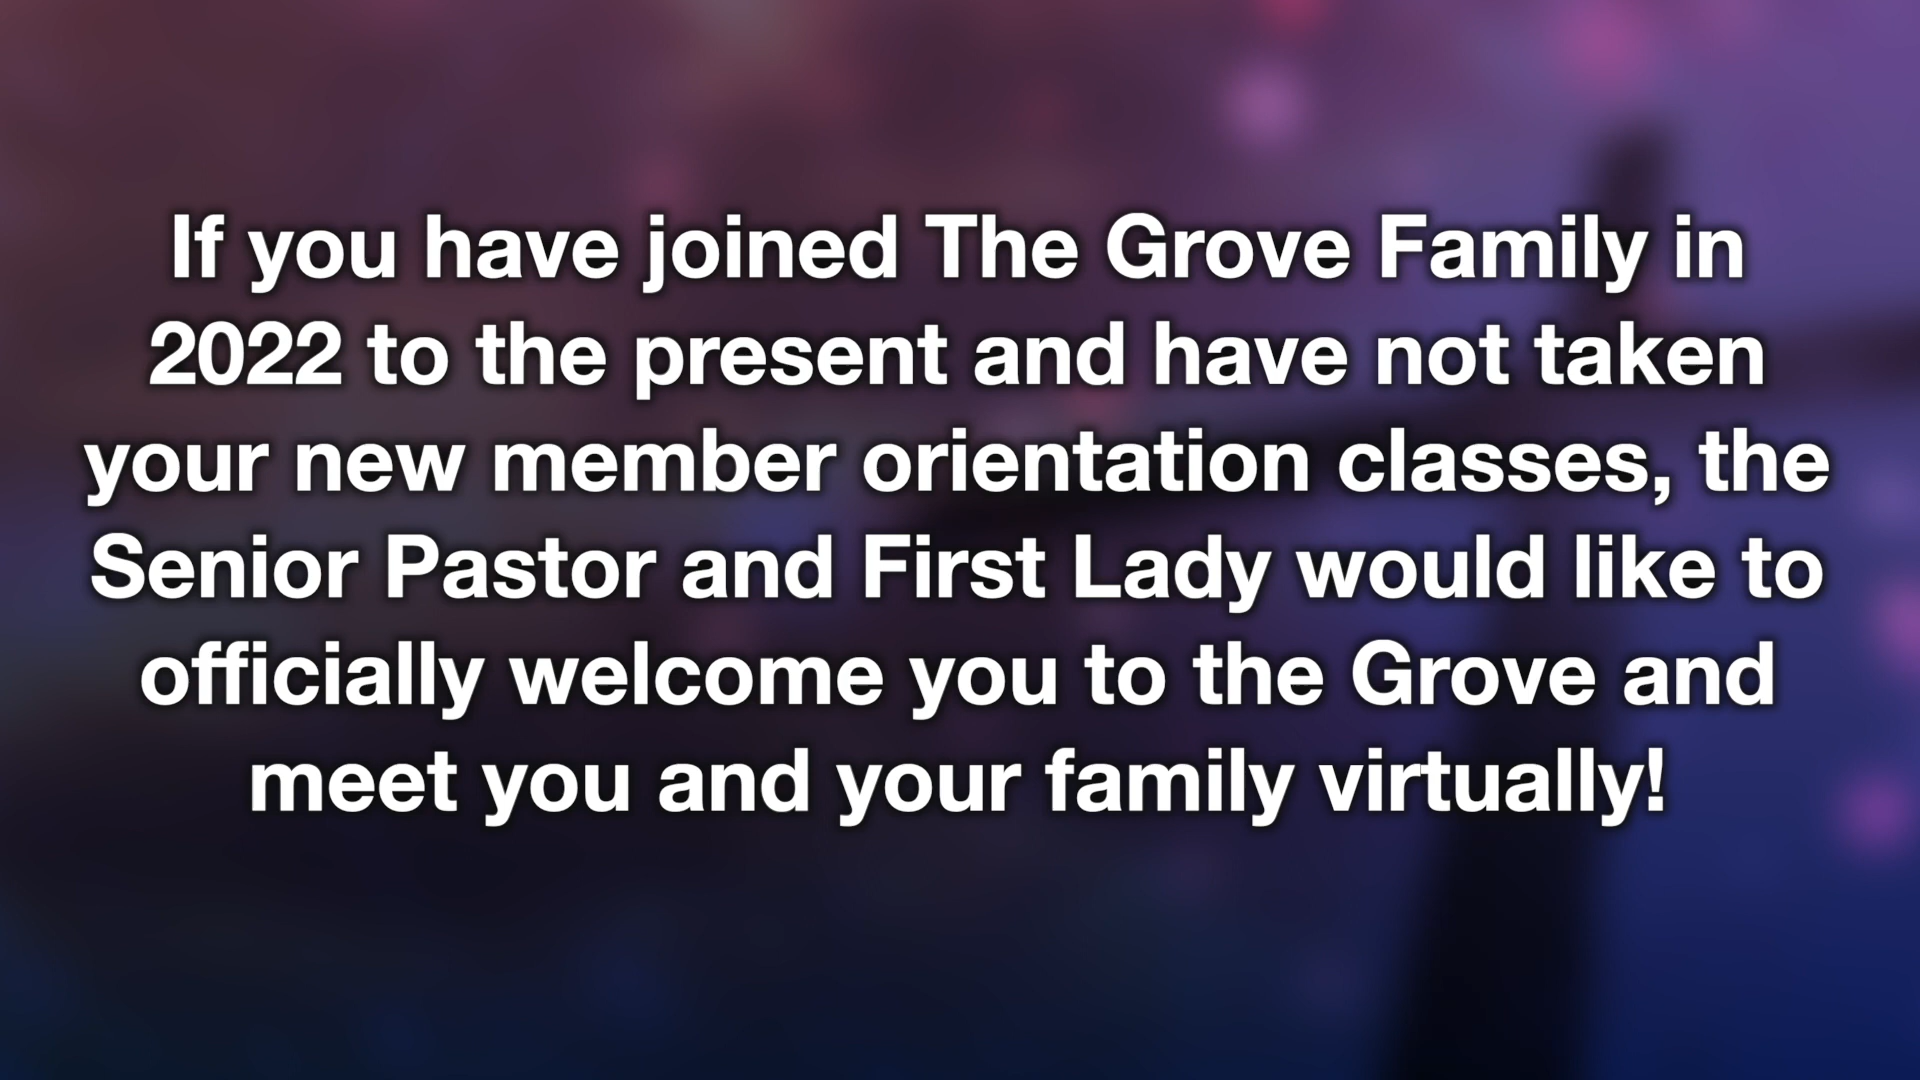 If you have joined The Grove Family in
2022 to the present and have not taken
your new member orientation classes, the
Senior Pastor and First Lady would like to
officially welcome you to the Grove and
meet you and your family virtually!